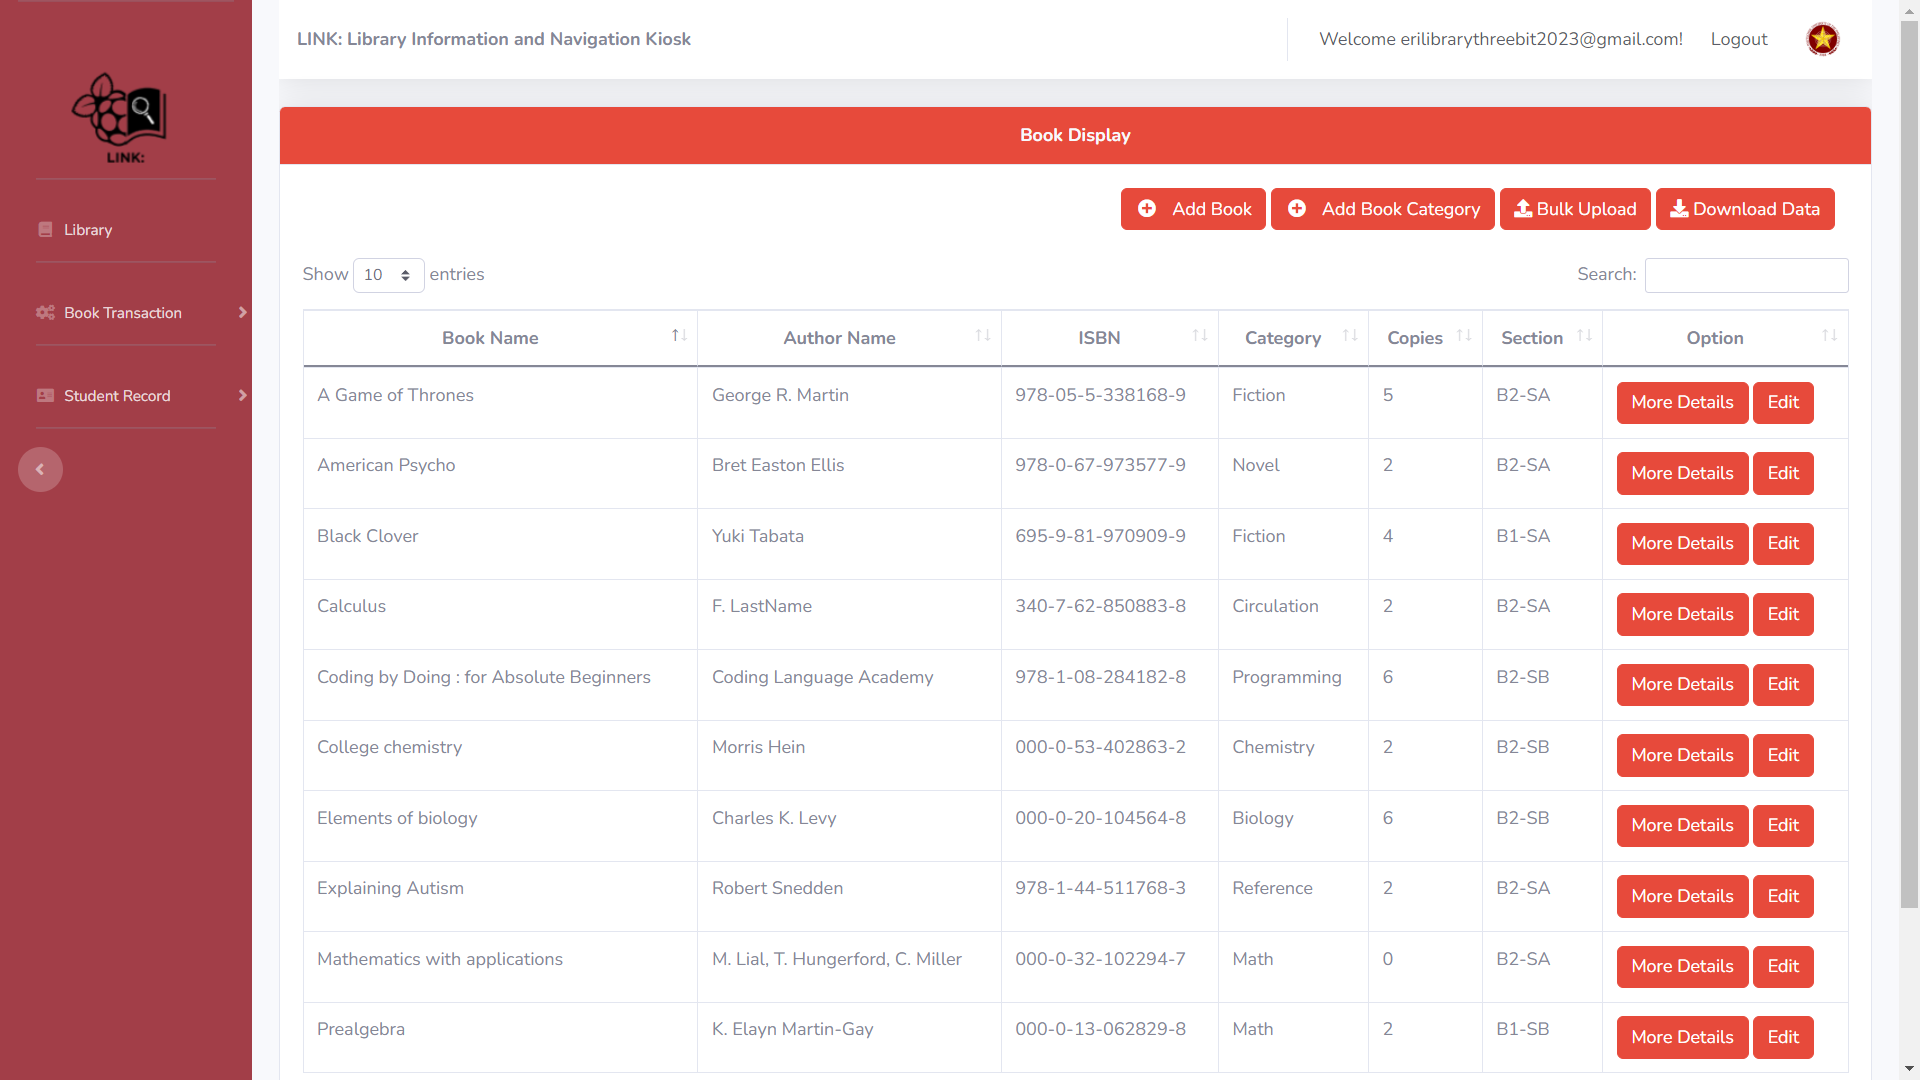 LINK: Library Information and Navigation Kiosk
Welcome erilibrarythreebit2023@gmail.com! Logout
LINK:
Library
Book Transaction
Student Record
Book Display
Add Book Add Book Category Bulk Upload Download Data
Show 10 entries Search:
Book Name Author Name ISBN Category Copies Section Option
A Game of Thrones George R. Martin 978-05-5-338168-9 Fiction 5 B2-SA More Details Edit
American Psycho Bret Easton Ellis 978-0-67-973577-9 Novel 2 B2-SA More Details Edit
Black Clover Yuki Tabata 695-9-81-970909-9 Fiction 4 B1-SA More Details Edit
Calculus F. LastName 340-7-62-850883-8 Circulation 2 B2-SA More Details Edit
Coding by Doing : for Absolute Beginners Coding Language Academy 978-1-08-284182-8 Programming 6 B2-SB More Details Edit
College chemistry Morris Hein 000-0-53-402863-2 Chemistry 2 B2-SB More Details Edit
Elements of biology Charles K. Levy 000-0-20-104564-8 Biology 6 B2-SB More Details Edit
Explaining Autism Robert Snedden 978-1-44-511768-3 Reference 2 B2-SA More Details Edit
Mathematics with applications M. Lial, T. Hungerford, C. Miller 000-0-32-102294-7 Math 0 B2-SA More Details Edit
Prealgebra K. Elayn Martin-Gay 000-0-13-062829-8 Math 2 B1-SB More Details Edit